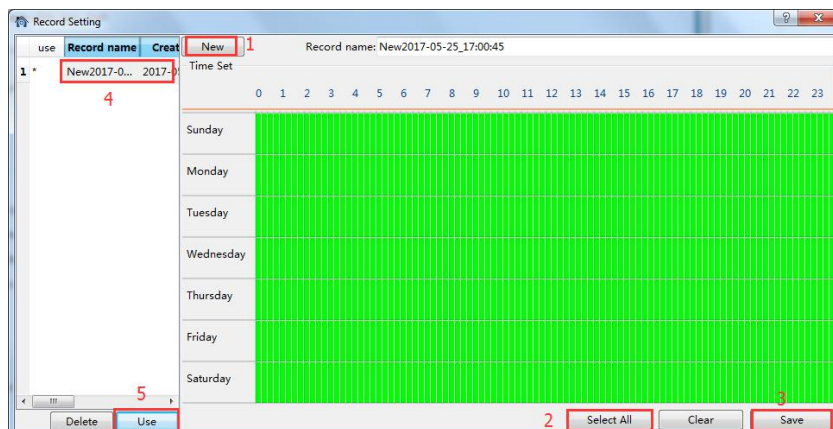 Record Setting
use Record name Creat
New 1 Record name: New2017-05-25_17:00:45
1 * New2017-0... 2017-05
4
Time Set
0 1 2 3 4 5 6 7 8 9 10 11 12 13 14 15 16 17 18 19 20 21 22 23
Sunday
Monday
Tuesday
Wednesday
Thursday
Friday
Saturday
5
Delete Use
2 Select All Clear
3
Save